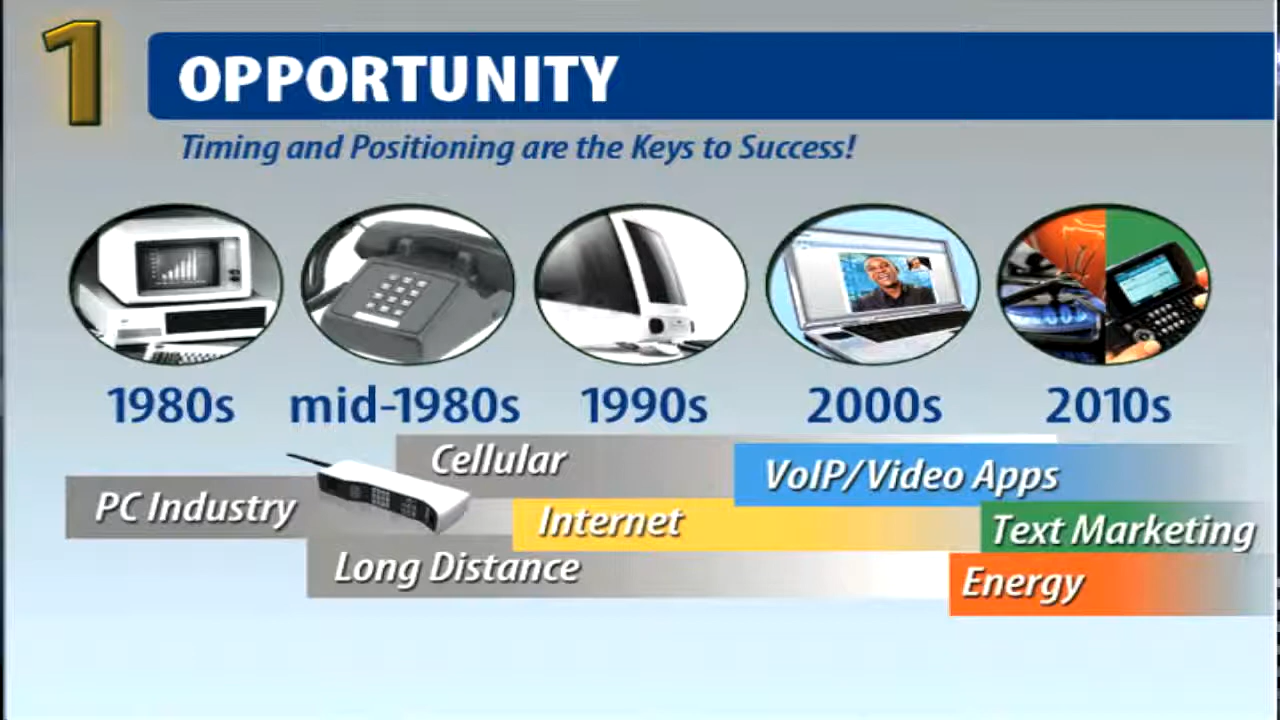 1
OPPORTUNITY
Timing and Positioning are the Keys to Success!
1980s
mid-1980s
1990s
2000s
2010s
Cellular
VoIP/Video Apps
PC Industry
Internet
Text Marketing
Long Distance
Energy